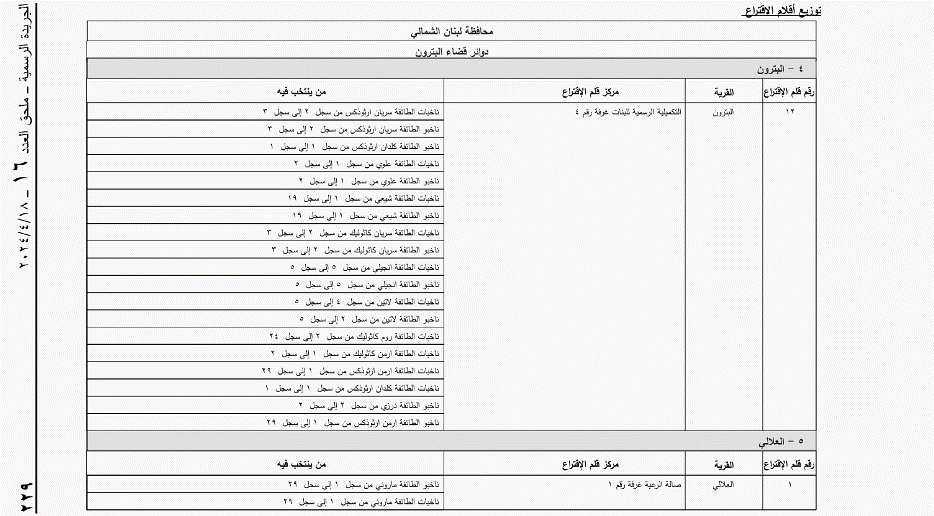 توزيع أقلام الاقتراع
محافظة لبنان الشمالي
دوائر قضاء البترون
٤ - البترون
رقم قلم الإقتراع القرية مركز قلم الإقتراع من ينتخب فيه
١٢ البترون التكميلية الرسمية للبنات غرفة رقم ٤ ناخبات الطائفة سريان ارثوذكس من سجل ٢ إلى سجل ٣
ناخبو الطائفة سريان ارثوذكس من سجل ٢ إلى سجل ٣
ناخبو الطائفة كلدان ارثوذكس من سجل ١ إلى سجل ١
ناخبات الطائفة علوي من سجل ١ إلى سجل ٢
ناخبو الطائفة علوي من سجل ١ إلى سجل ٢
ناخبات الطائفة شيعي من سجل ١ إلى سجل ١٩
ناخبو الطائفة شيعي من سجل ١ إلى سجل ١٩
ناخبات الطائفة سريان كاثوليك من سجل ٢ إلى سجل ٣
ناخبو الطائفة سريان كاثوليك من سجل ٢ إلى سجل ٣
ناخبات الطائفة انجيلي من سجل ٥ إلى سجل ٥
ناخبو الطائفة انجيلي من سجل ٥ إلى سجل ٥
ناخبات الطائفة لاتين من سجل ٤ إلى سجل ٥
ناخبو الطائفة لاتين من سجل ٢ إلى سجل ٥
ناخبات الطائفة روم كاثوليك من سجل ٢ إلى سجل ٢٤
ناخبات الطائفة ارمن كاثوليك من سجل ١ إلى سجل ٢
ناخبات الطائفة ارمن ارثوذكس من سجل ١ إلى سجل ٢٩
ناخبات الطائفة كلدان ارثوذكس من سجل ١ إلى سجل ١
ناخبو الطائفة درزي من سجل ٢ إلى سجل ٢
ناخبو الطائفة ارمن ارثوذكس من سجل ١ إلى سجل ٢٩
٥ - العلالي
رقم قلم الإقتراع القرية مركز قلم الإقتراع من ينتخب فيه
١ العلالي صالة الرعية غرفة رقم ١ ناخبو الطائفة ماروني من سجل ١ إلى سجل ٢٩
ناخبات الطائفة ماروني من سجل ١ إلى سجل ٢٩
الجريدة الرسمية – ملحق العدد ١٦ – ٢٠٢٤/٤/١٨
٢٢٩